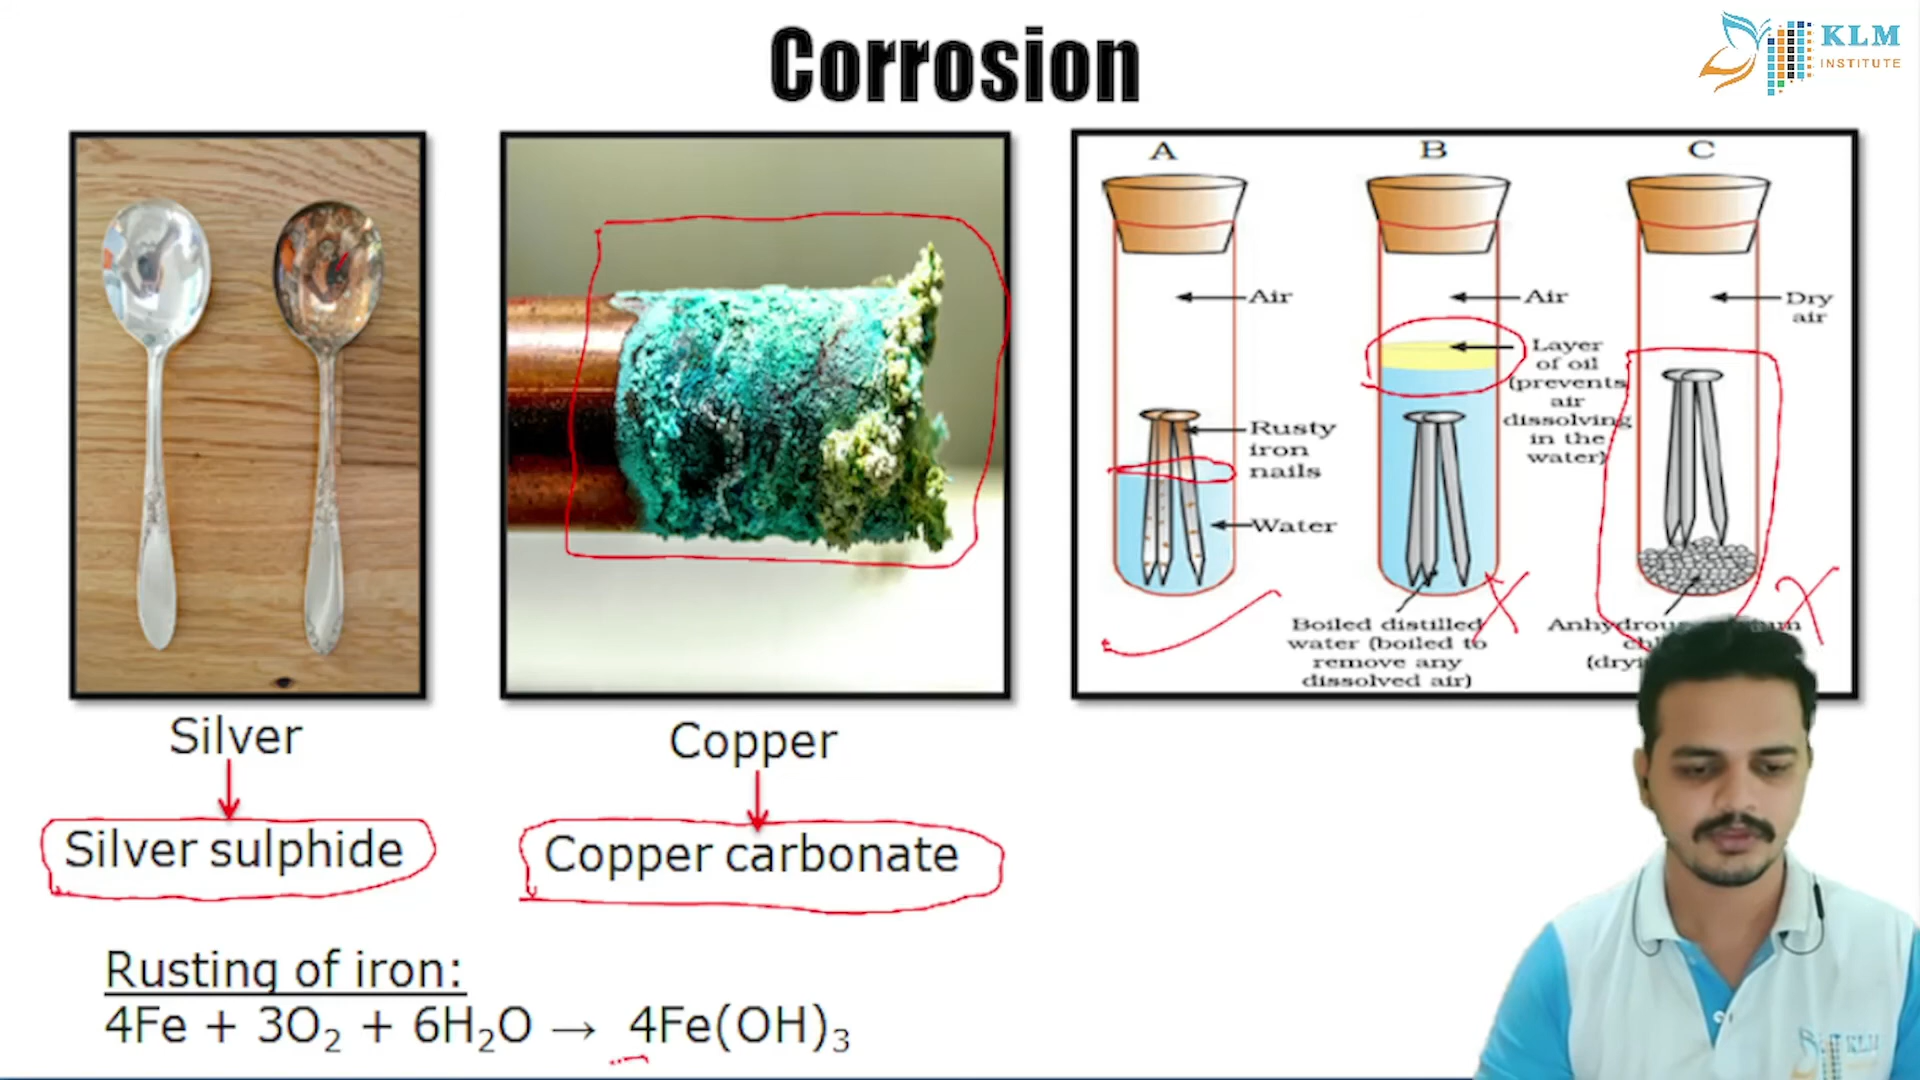 Corrosion
KLM
INSTITUTE
A
B
C
Air
Air
Dry
air
Layer
of oil
(prevents
air
dissolving
in the
water)
Rusty
iron
nails
Water
Boiled distilled
water (boiled to
remove any
dissolved air)
Silver
Silver sulphide
Copper
Copper carbonate
Rusting of iron:
4Fe + 3O₂ + 6H₂O → 4Fe(OH)₃
KLM